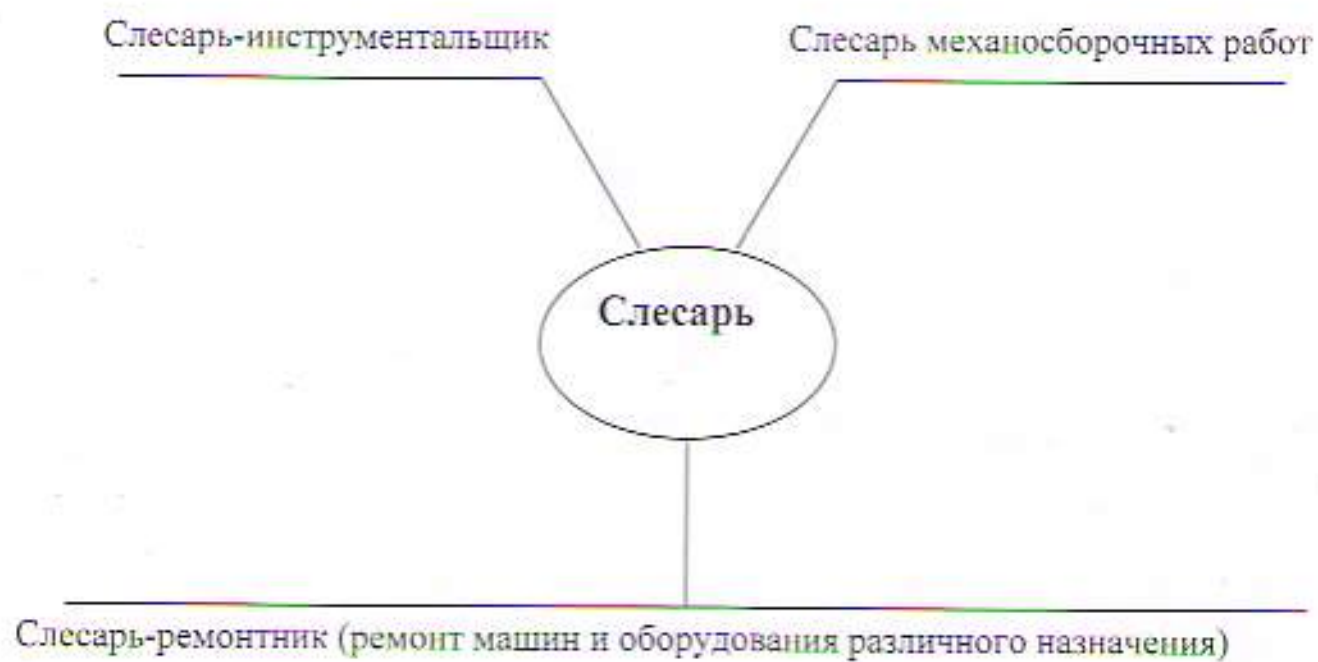 Слесарь-инструментальщик
Слесарь механосборочных работ
Слесарь
Слесарь-ремонтник (ремонт машин и оборудования различного назначения)